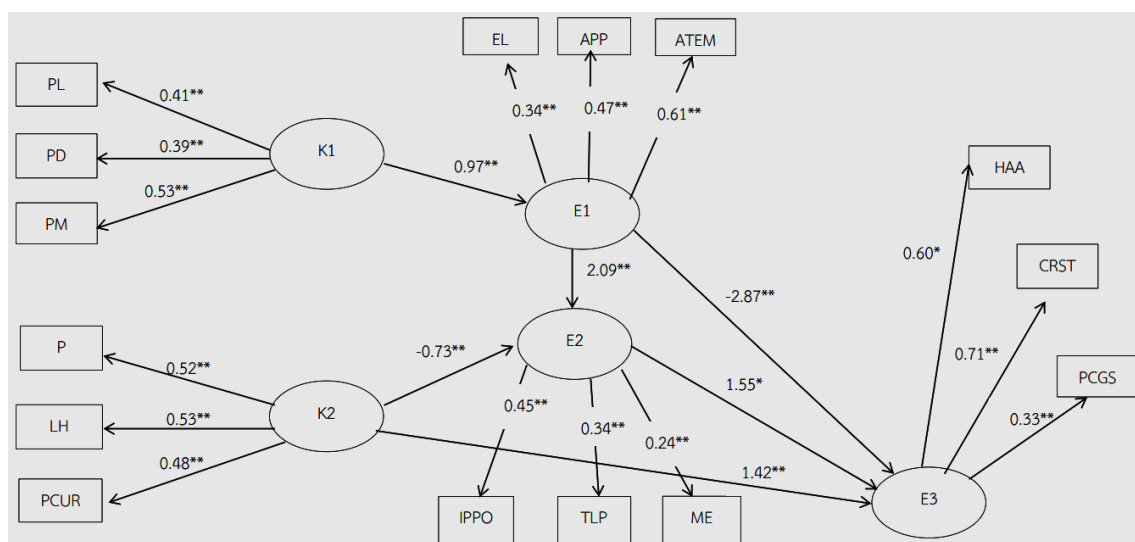 EL
APP
ATEM
PL
0.41**
0.34**
0.47**
0.61**
PD
0.39**
K1
0.97**
HAA
PM
0.53**
E1
2.09**
0.60*
CRST
-2.87**
P
0.52**
-0.73**
E2
1.55*
0.71**
PCGS
LH
0.53**
K2
0.45**
0.34**
0.24**
0.33**
PCUR
0.48**
1.42**
IPPO
TLP
ME
E3